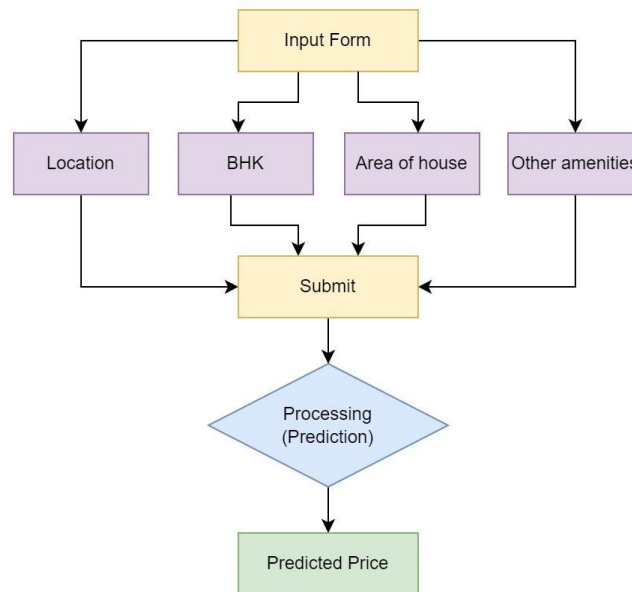 Input Form
Location
BHK
Area of house
Other amenities
Submit
Processing
(Prediction)
Predicted Price